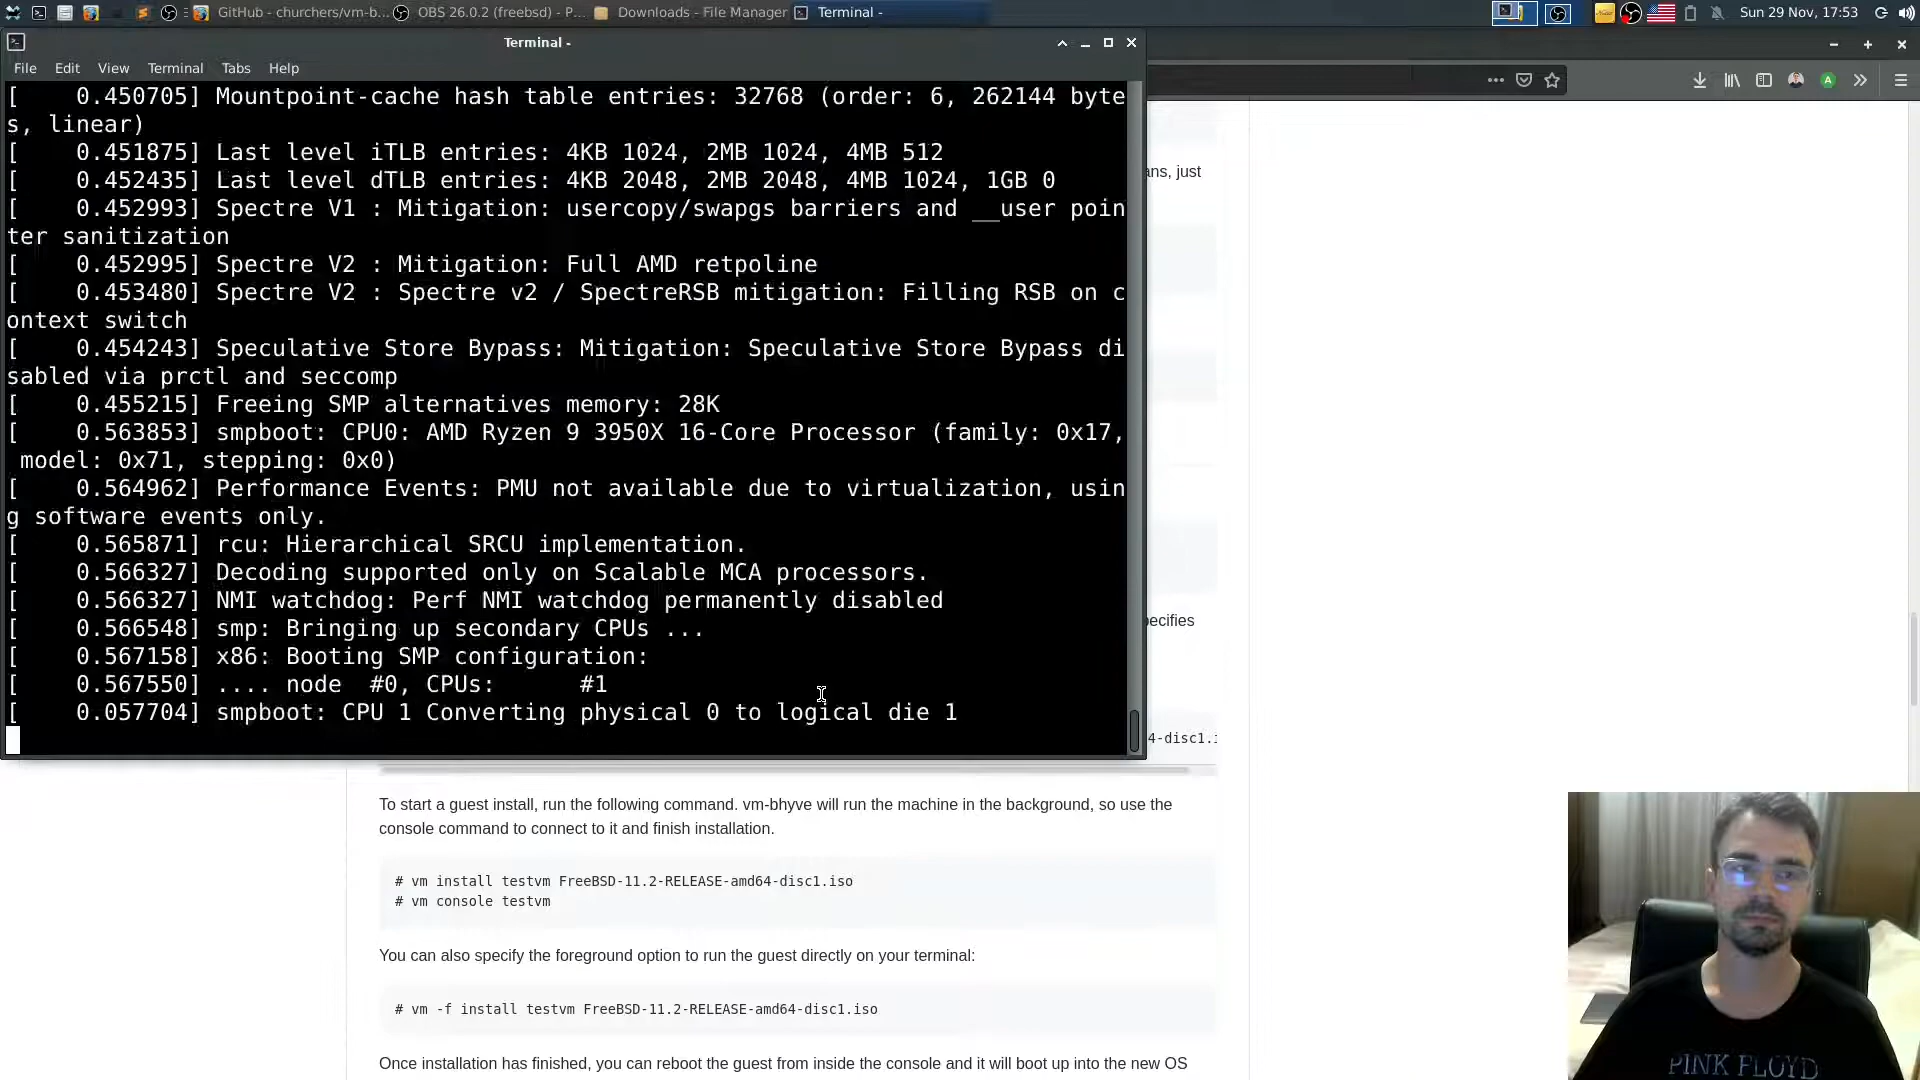 GitHub - churchers/vm-b...
OBS 26.0.2 (freebsd) - P...
Downloads - File Manager
Terminal -
Sun 29 Nov, 17:53
Terminal -
File Edit View Terminal Tabs Help
[    0.450705] Mountpoint-cache hash table entries: 32768 (order: 6, 262144 byte
s, linear)
[    0.451875] Last level iTLB entries: 4KB 1024, 2MB 1024, 4MB 512
[    0.452435] Last level dTLB entries: 4KB 2048, 2MB 2048, 4MB 1024, 1GB 0
[    0.452993] Spectre V1 : Mitigation: usercopy/swapgs barriers and __user poin
ter sanitization
[    0.452995] Spectre V2 : Mitigation: Full AMD retpoline
[    0.453480] Spectre V2 : Spectre v2 / SpectreRSB mitigation: Filling RSB on c
ontext switch
[    0.454243] Speculative Store Bypass: Mitigation: Speculative Store Bypass di
sabled via prctl and seccomp
[    0.455215] Freeing SMP alternatives memory: 28K
[    0.563853] smpboot: CPU0: AMD Ryzen 9 3950X 16-Core Processor (family: 0x17,
 model: 0x71, stepping: 0x0)
[    0.564962] Performance Events: PMU not available due to virtualization, usin
g software events only.
[    0.565871] rcu: Hierarchical SRCU implementation.
[    0.566327] Decoding supported only on Scalable MCA processors.
[    0.566327] NMI watchdog: Perf NMI watchdog permanently disabled
[    0.566548] smp: Bringing up secondary CPUs ...
[    0.567158] x86: Booting SMP configuration:
[    0.567550] .... node  #0, CPUs:      #1
[    0.057704] smpboot: CPU 1 Converting physical 0 to logical die 1
A
ans, just
ecifies
4-disc1.i
To start a guest install, run the following command. vm-bhyve will run the machine in the background, so use the
console command to connect to it and finish installation.
# vm install testvm FreeBSD-11.2-RELEASE-amd64-disc1.iso
# vm console testvm
You can also specify the foreground option to run the guest directly on your terminal:
# vm -f install testvm FreeBSD-11.2-RELEASE-amd64-disc1.iso
Once installation has finished, you can reboot the guest from inside the console and it will boot up into the new OS
PINK FLOYD